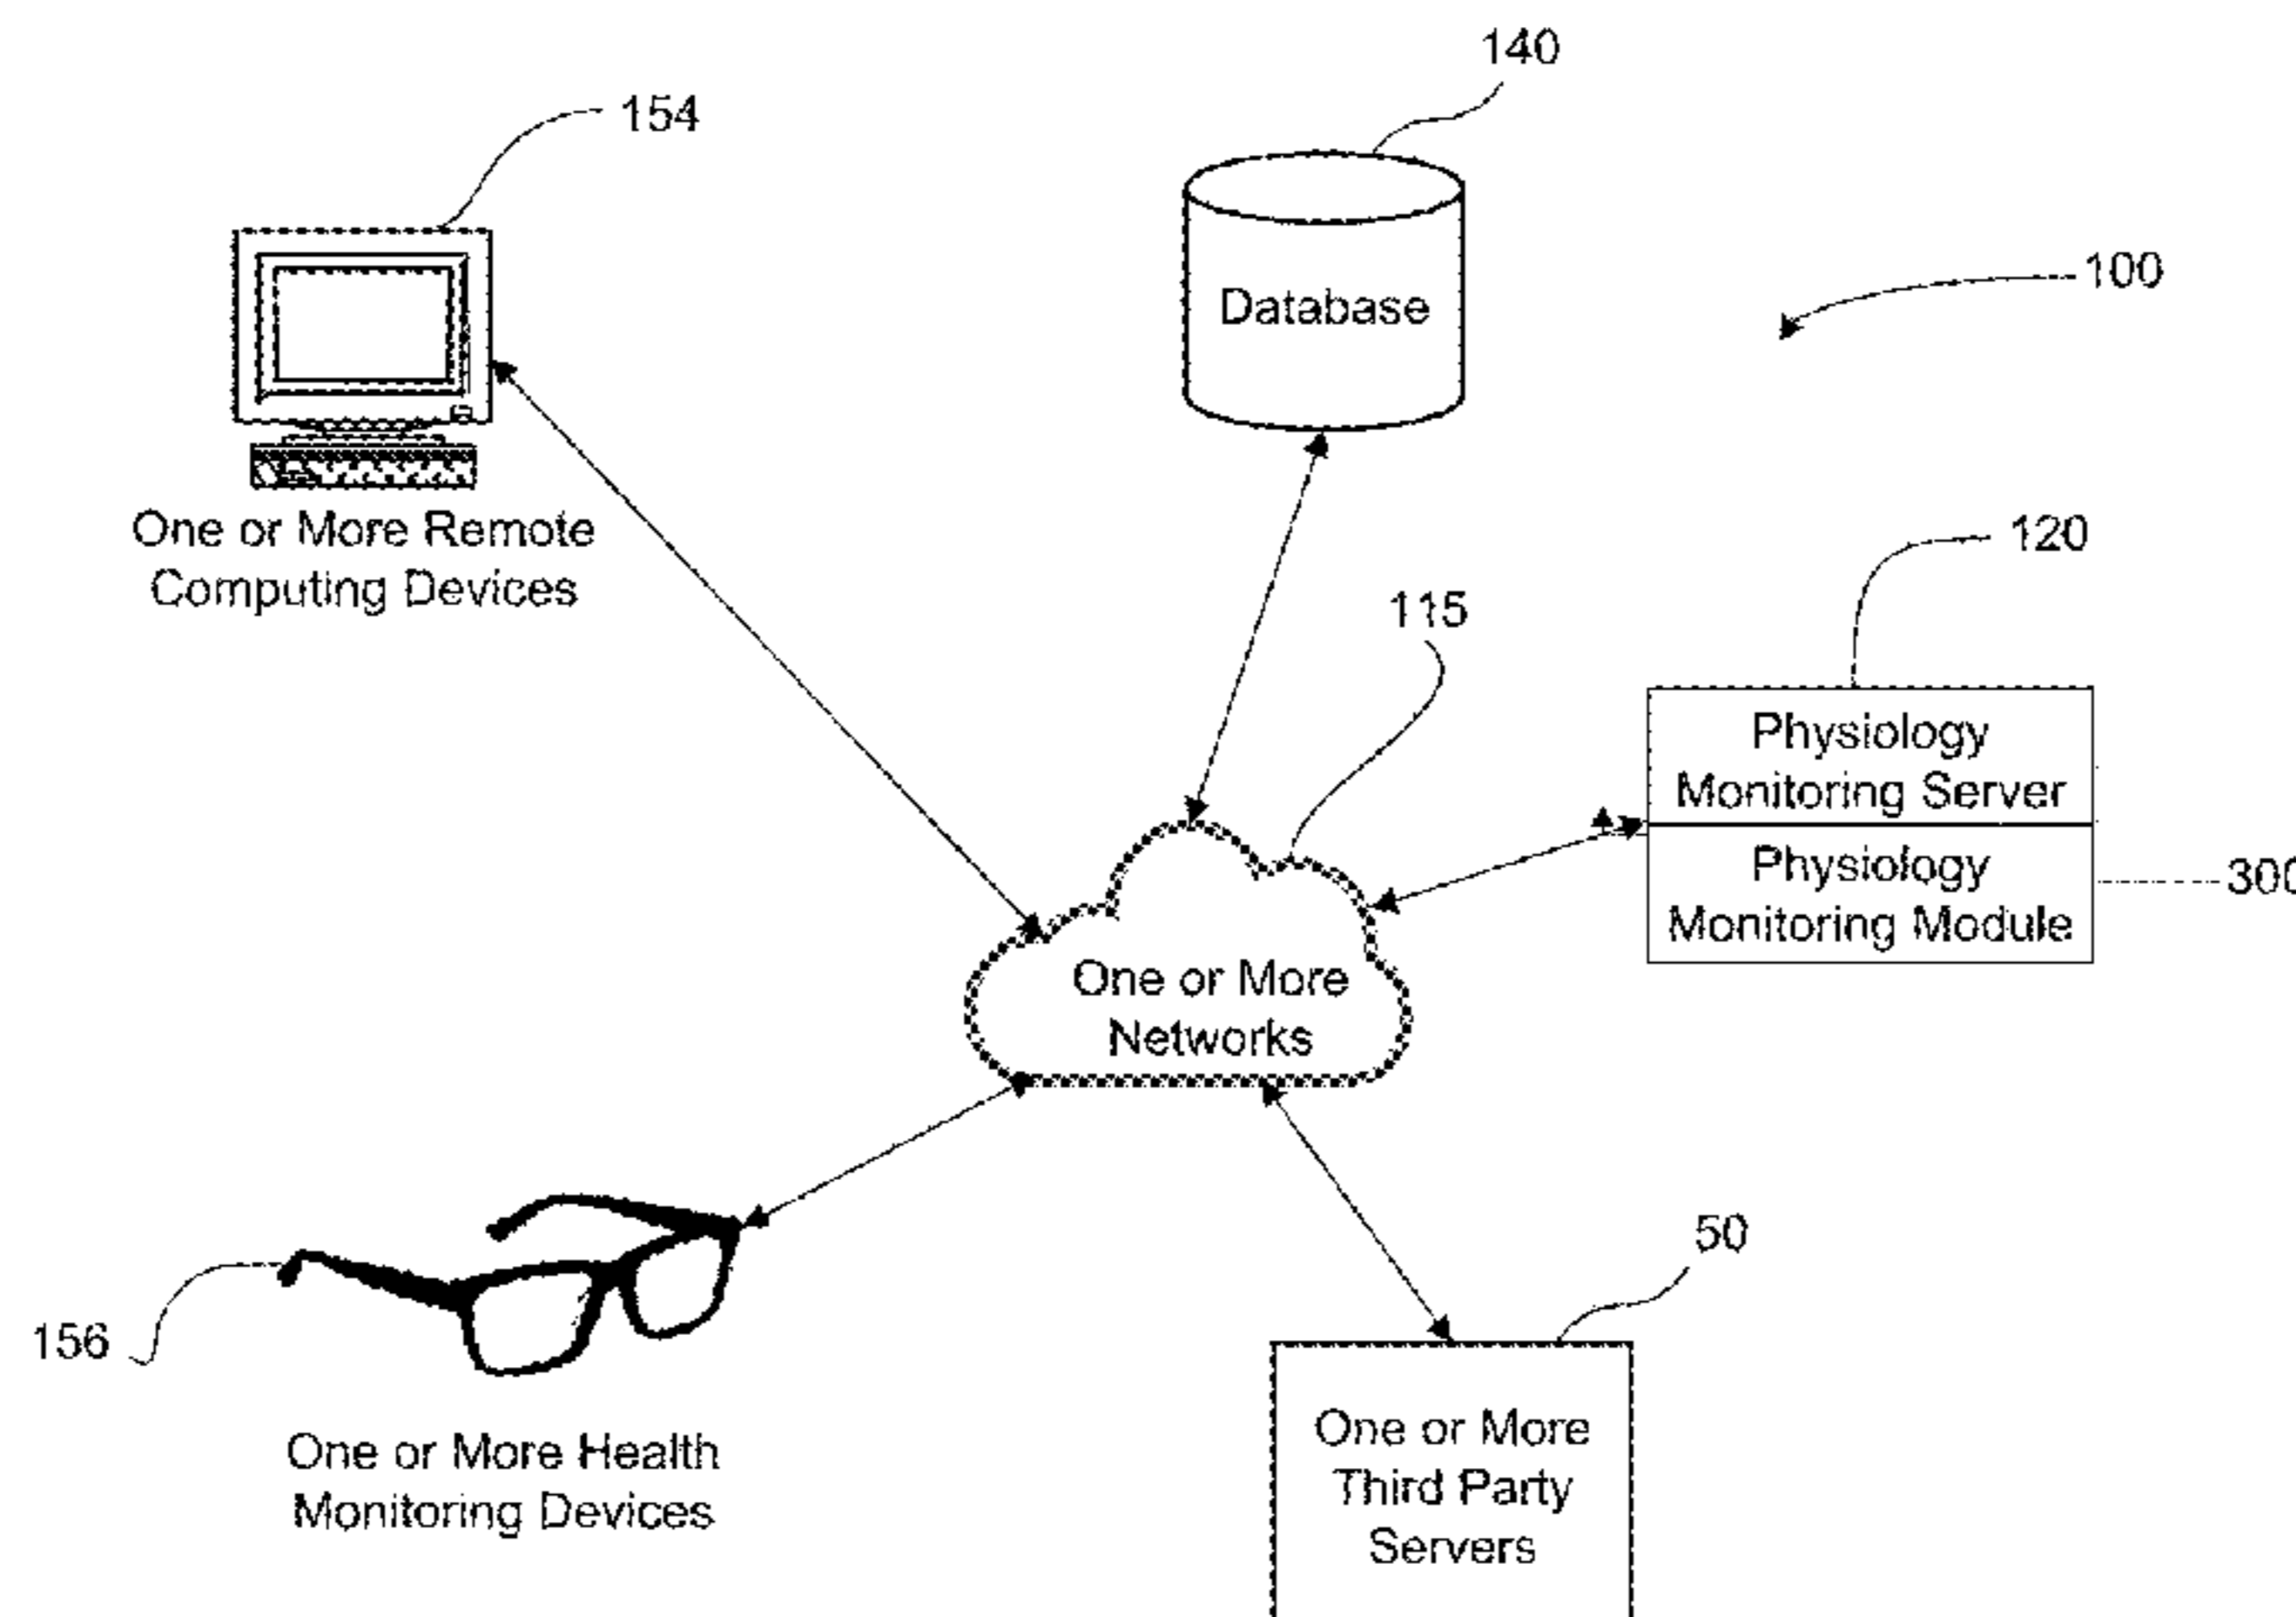 140
154
100
Database
One or More Remote
Computing Devices
120
115
Physiology
Monitoring Server
Physiology
Monitoring Module
300
One or More
Networks
50
156
One or More Health
Monitoring Devices
One or More
Third Party
Servers